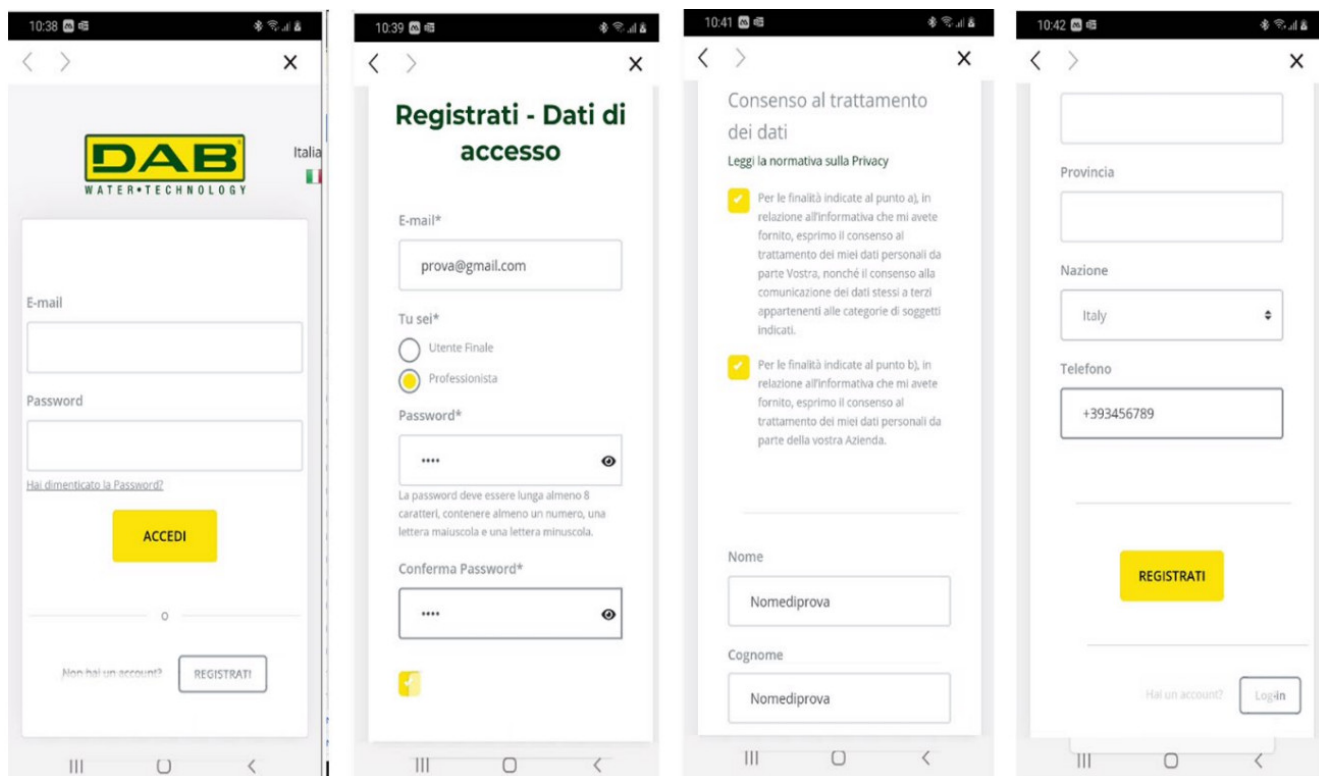 10:38
DAB
WATER•TECHNOLOGY
Italia
E-mail
Password
Hai dimenticato la Password?
ACCEDI
o
Non hai un account?
REGISTRATI
10:39
Registrati - Dati di
accesso
E-mail*
prova@gmail.com
Tu sei*
Utente Finale
Professionista
Password*
••••
La password deve essere lunga almeno 8
caratteri, contenere almeno un numero, una
lettera maiuscola e una lettera minuscola.
Conferma Password*
••••
10:41
Consenso al trattamento
dei dati
Leggi la normativa sulla Privacy
Per le finalità indicate al punto a), in
relazione all'informativa che mi avete
fornito, esprimo il consenso al
trattamento dei miei dati personali da
parte Vostra, nonché il consenso alla
comunicazione dei dati stessi a terzi
appartenenti alle categorie di soggetti
indicati.
Per le finalità indicate al punto b), in
relazione all'informativa che mi avete
fornito, esprimo il consenso al
trattamento dei miei dati personali da
parte della vostra Azienda.
Nome
Nomediprova
Cognome
Nomediprova
10:42
Provincia
Nazione
Italy
Telefono
+393456789
REGISTRATI
Hai un account?
Log-in